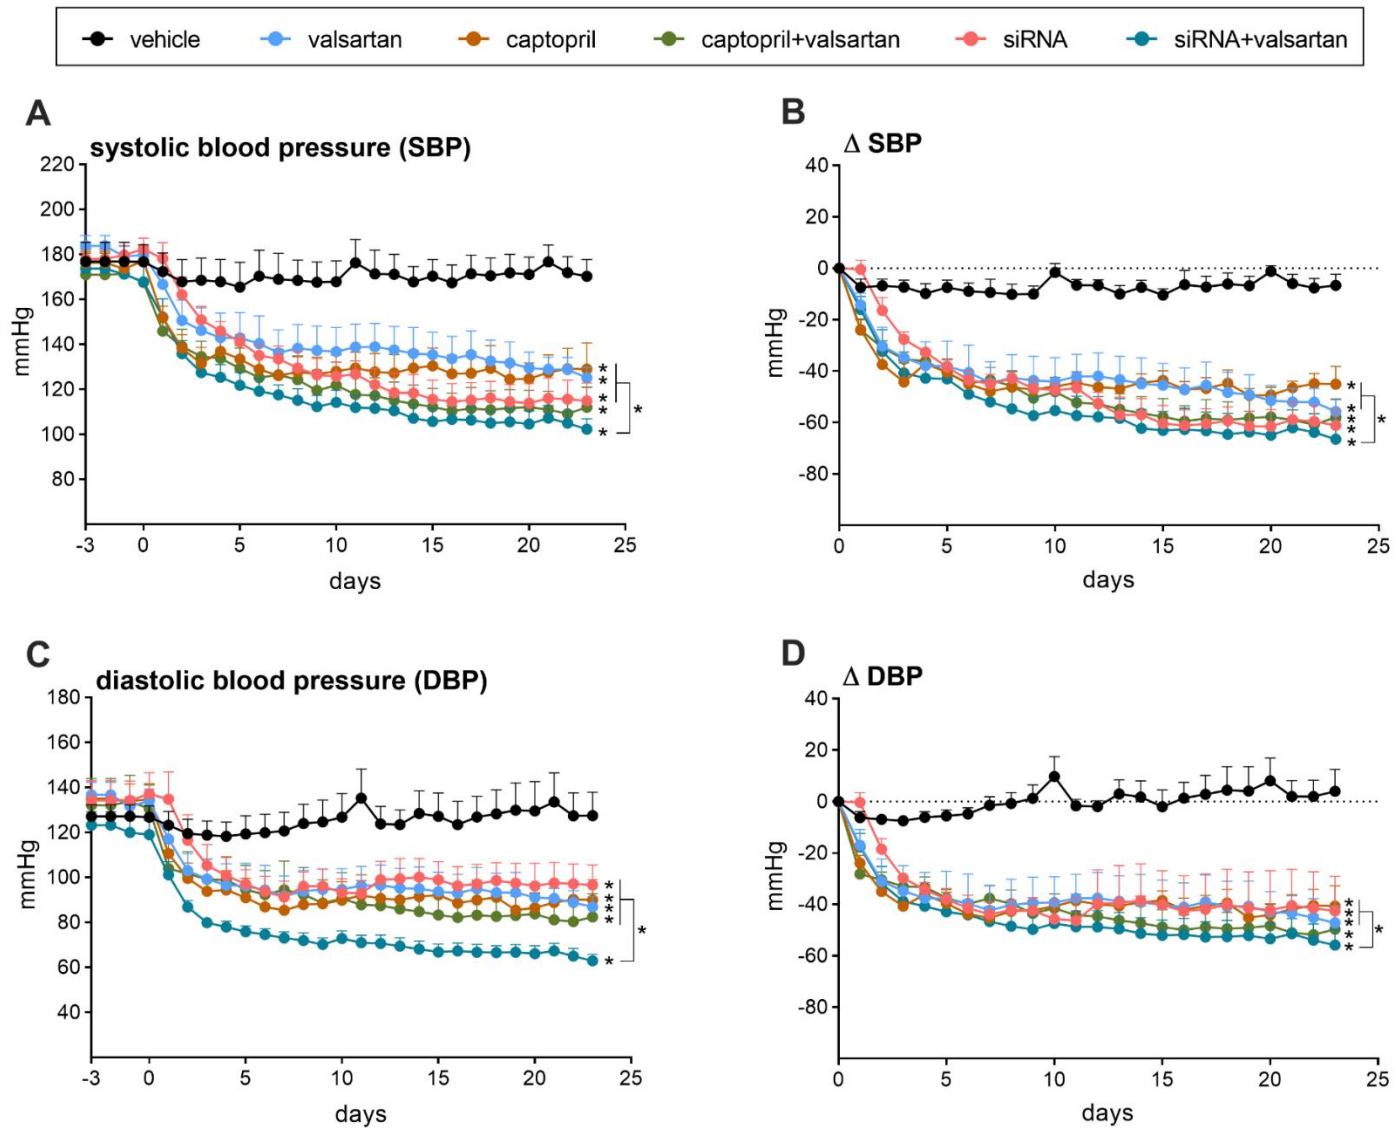 vehicle valsartan captopril captopril+valsartan siRNA siRNA+valsartan
A
systolic blood pressure (SBP)
220
200
180
160
140
120
100
80
mmHg
-3 0 5 10 15 20 25
days
*
*
*
*
*
*
B
Δ SBP
40
20
0
-20
-40
-60
-80
mmHg
0 5 10 15 20 25
days
*
*
*
*
*
*
C
diastolic blood pressure (DBP)
180
160
140
120
100
80
60
40
mmHg
-3 0 5 10 15 20 25
days
*
*
*
*
*
*
D
Δ DBP
40
20
0
-20
-40
-60
-80
mmHg
0 5 10 15 20 25
days
*
*
*
*
*
*